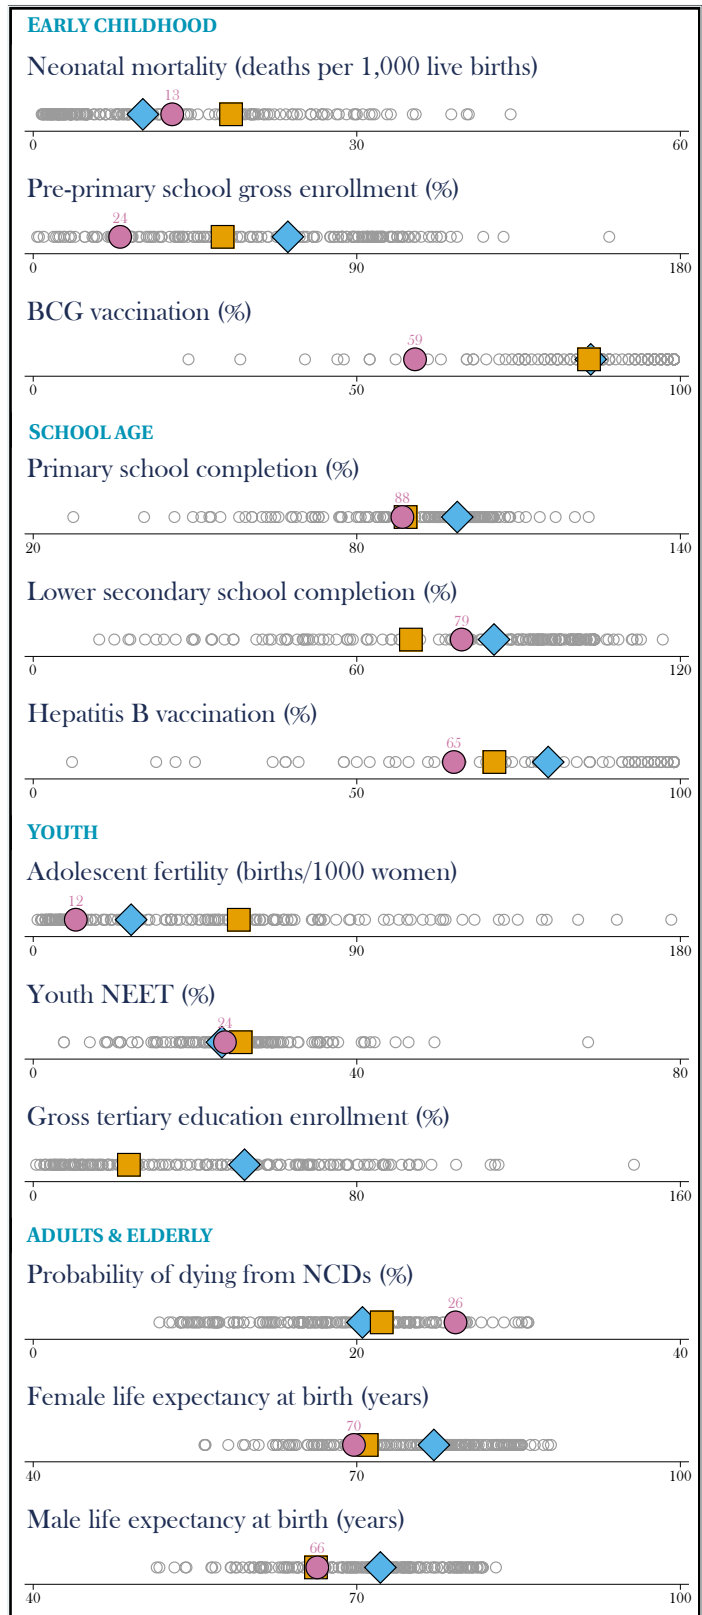 EARLY CHILDHOOD
Neonatal mortality (deaths per 1,000 live births)
13
0 30 60
Pre-primary school gross enrollment (%)
24
0 90 180
BCG vaccination (%)
59
0 50 100
SCHOOL AGE
Primary school completion (%)
88
20 80 140
Lower secondary school completion (%)
79
0 60 120
Hepatitis B vaccination (%)
65
0 50 100
YOUTH
Adolescent fertility (births/1000 women)
12
0 90 180
Youth NEET (%)
24
0 40 80
Gross tertiary education enrollment (%)
0 80 160
ADULTS & ELDERLY
Probability of dying from NCDs (%)
26
0 20 40
Female life expectancy at birth (years)
70
40 70 100
Male life expectancy at birth (years)
66
40 70 100